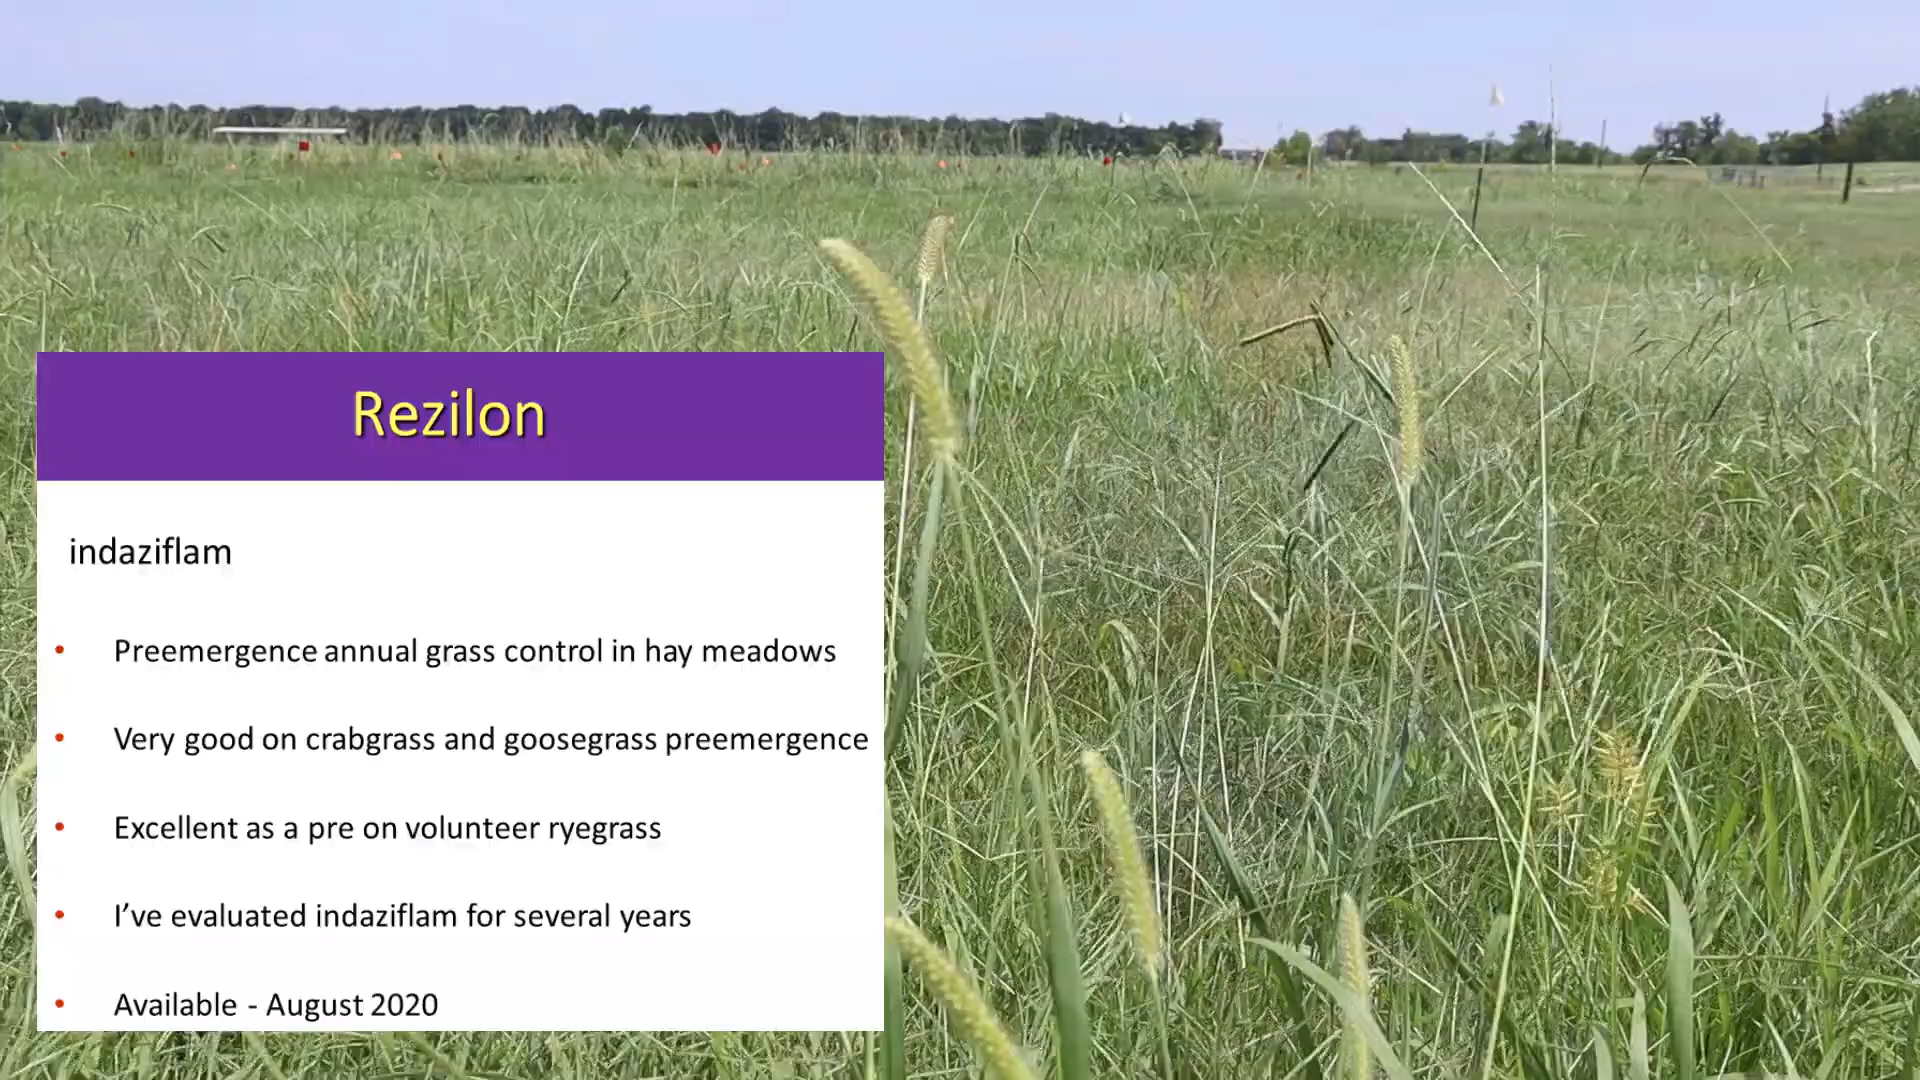 Rezilon
indaziflam
• Preemergence annual grass control in hay meadows
• Very good on crabgrass and goosegrass preemergence
• Excellent as a pre on volunteer ryegrass
• I’ve evaluated indaziflam for several years
• Available - August 2020